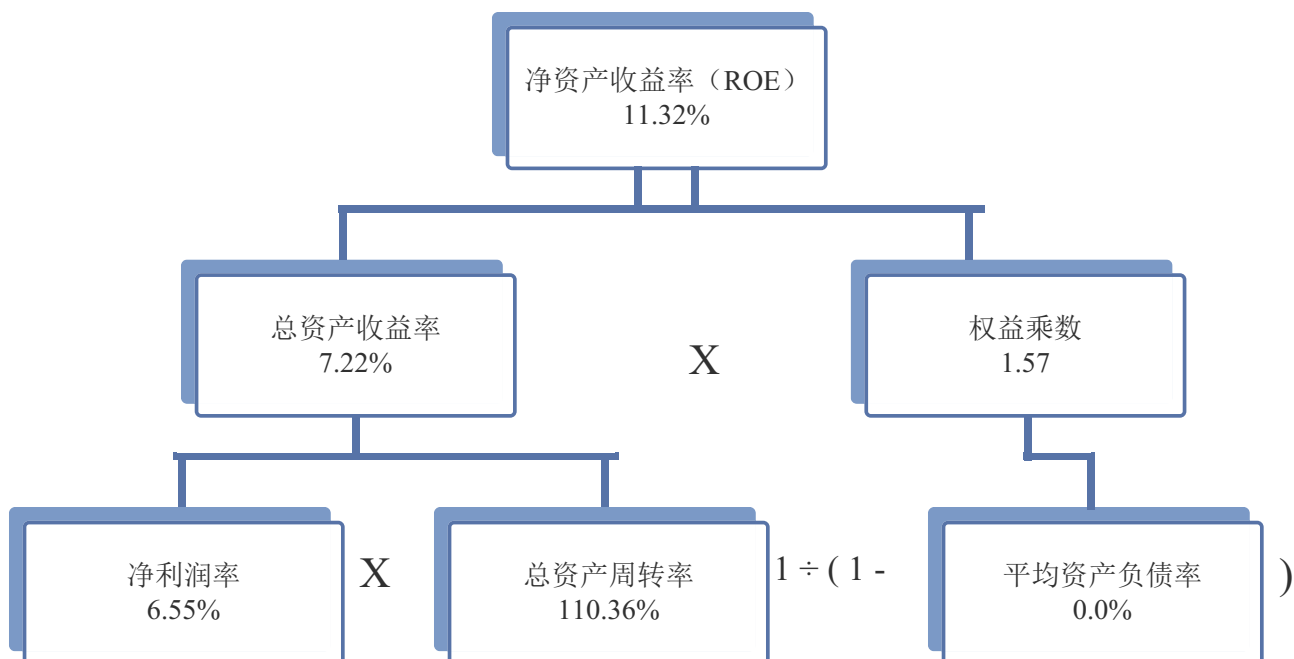 净资产收益率（ROE）
11.32%
总资产收益率
7.22%
X
权益乘数
1.57
净利润率
6.55%
X
总资产周转率
110.36%
1 ÷ ( 1 -
平均资产负债率
0.0%
)